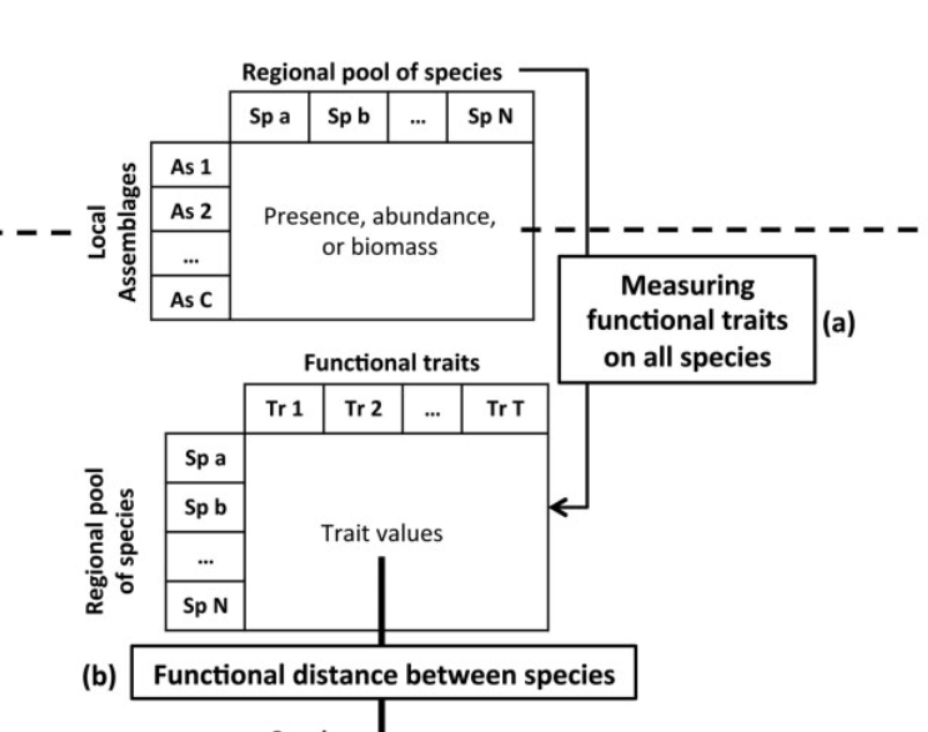 Regional pool of species
Sp a Sp b ... Sp N
Local
Assemblages
As 1
As 2
...
As C
Presence, abundance,
or biomass
Measuring
functional traits
on all species
(a)
Functional traits
Tr 1 Tr 2 ... Tr T
Regional pool
of species
Sp a
Sp b
...
Sp N
Trait values
(b) Functional distance between species